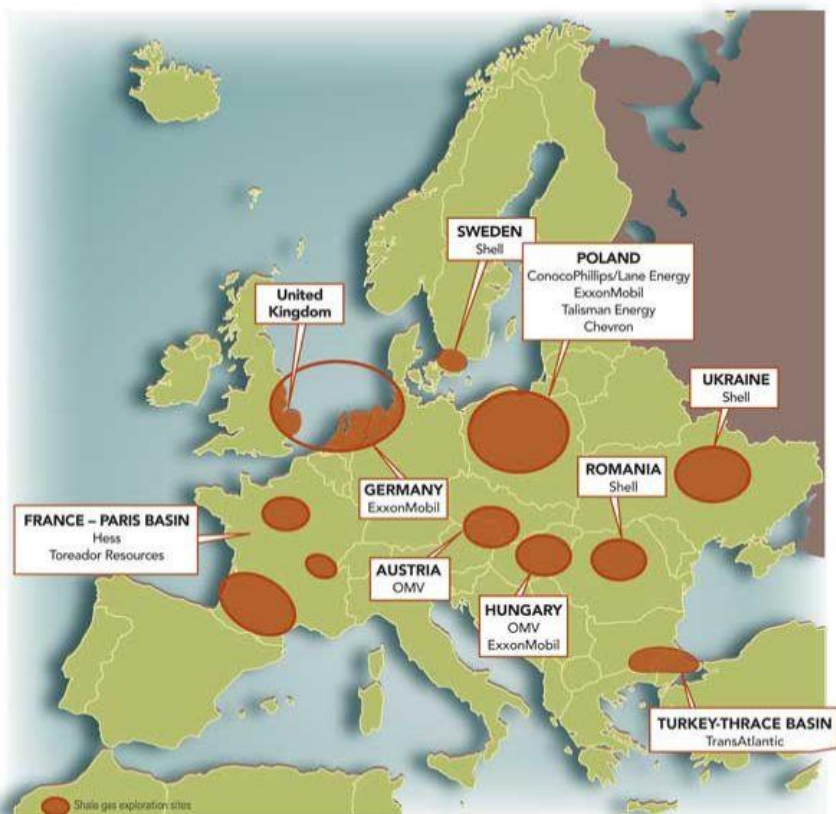 SWEDEN
Shell
POLAND
ConocoPhillips/Lane Energy
ExxonMobil
Talisman Energy
Chevron
United
Kingdom
UKRAINE
Shell
ROMANIA
Shell
GERMANY
ExxonMobil
FRANCE – PARIS BASIN
Hess
Toreador Resources
AUSTRIA
OMV
HUNGARY
OMV
ExxonMobil
TURKEY-THRACE BASIN
TransAtlantic
Shale gas exploration sites